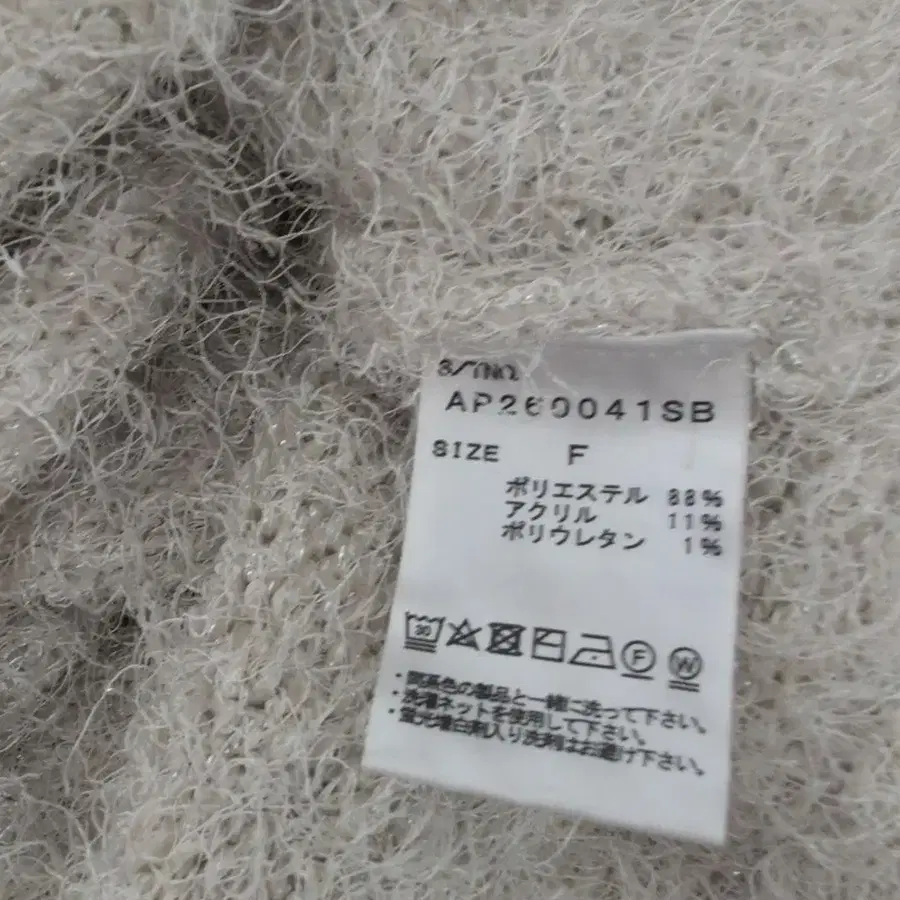 S/NO.
AP260041SB
SIZE F
ポリエステル 88%
アクリル 11%
ポリウレタン 1%
30
F
W
・同系色の製品と一緒に洗って下さい。
・洗濯ネットを使用して下さい。
・蛍光増白剤入り洗剤はお避け下さい。